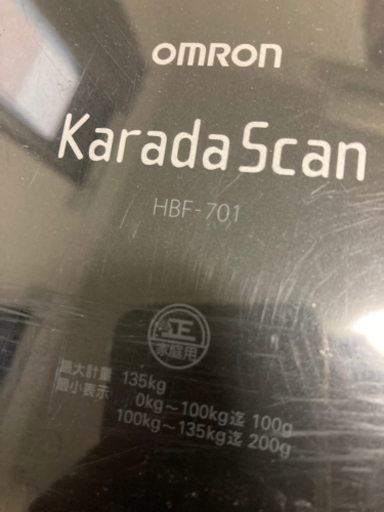 OMRON
Karada Scan
HBF-701
正
家庭用
最大計量 135kg
最小表示 0kg～100kg迄 100g
100kg～135kg迄 200g